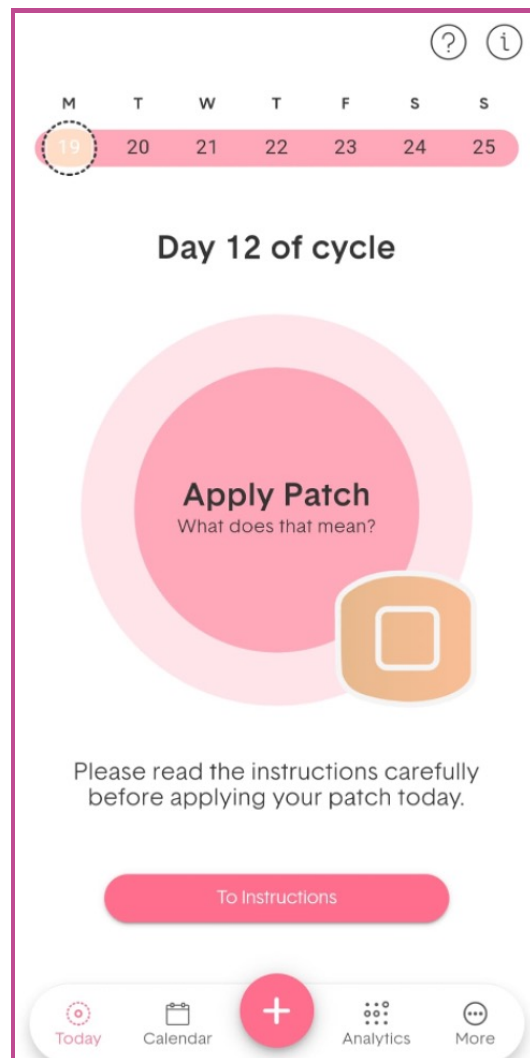 ?
i
M T W T F S S
19 20 21 22 23 24 25
Day 12 of cycle
Apply Patch
What does that mean?
Please read the instructions carefully
before applying your patch today.
To Instructions
+
Today Calendar Analytics More